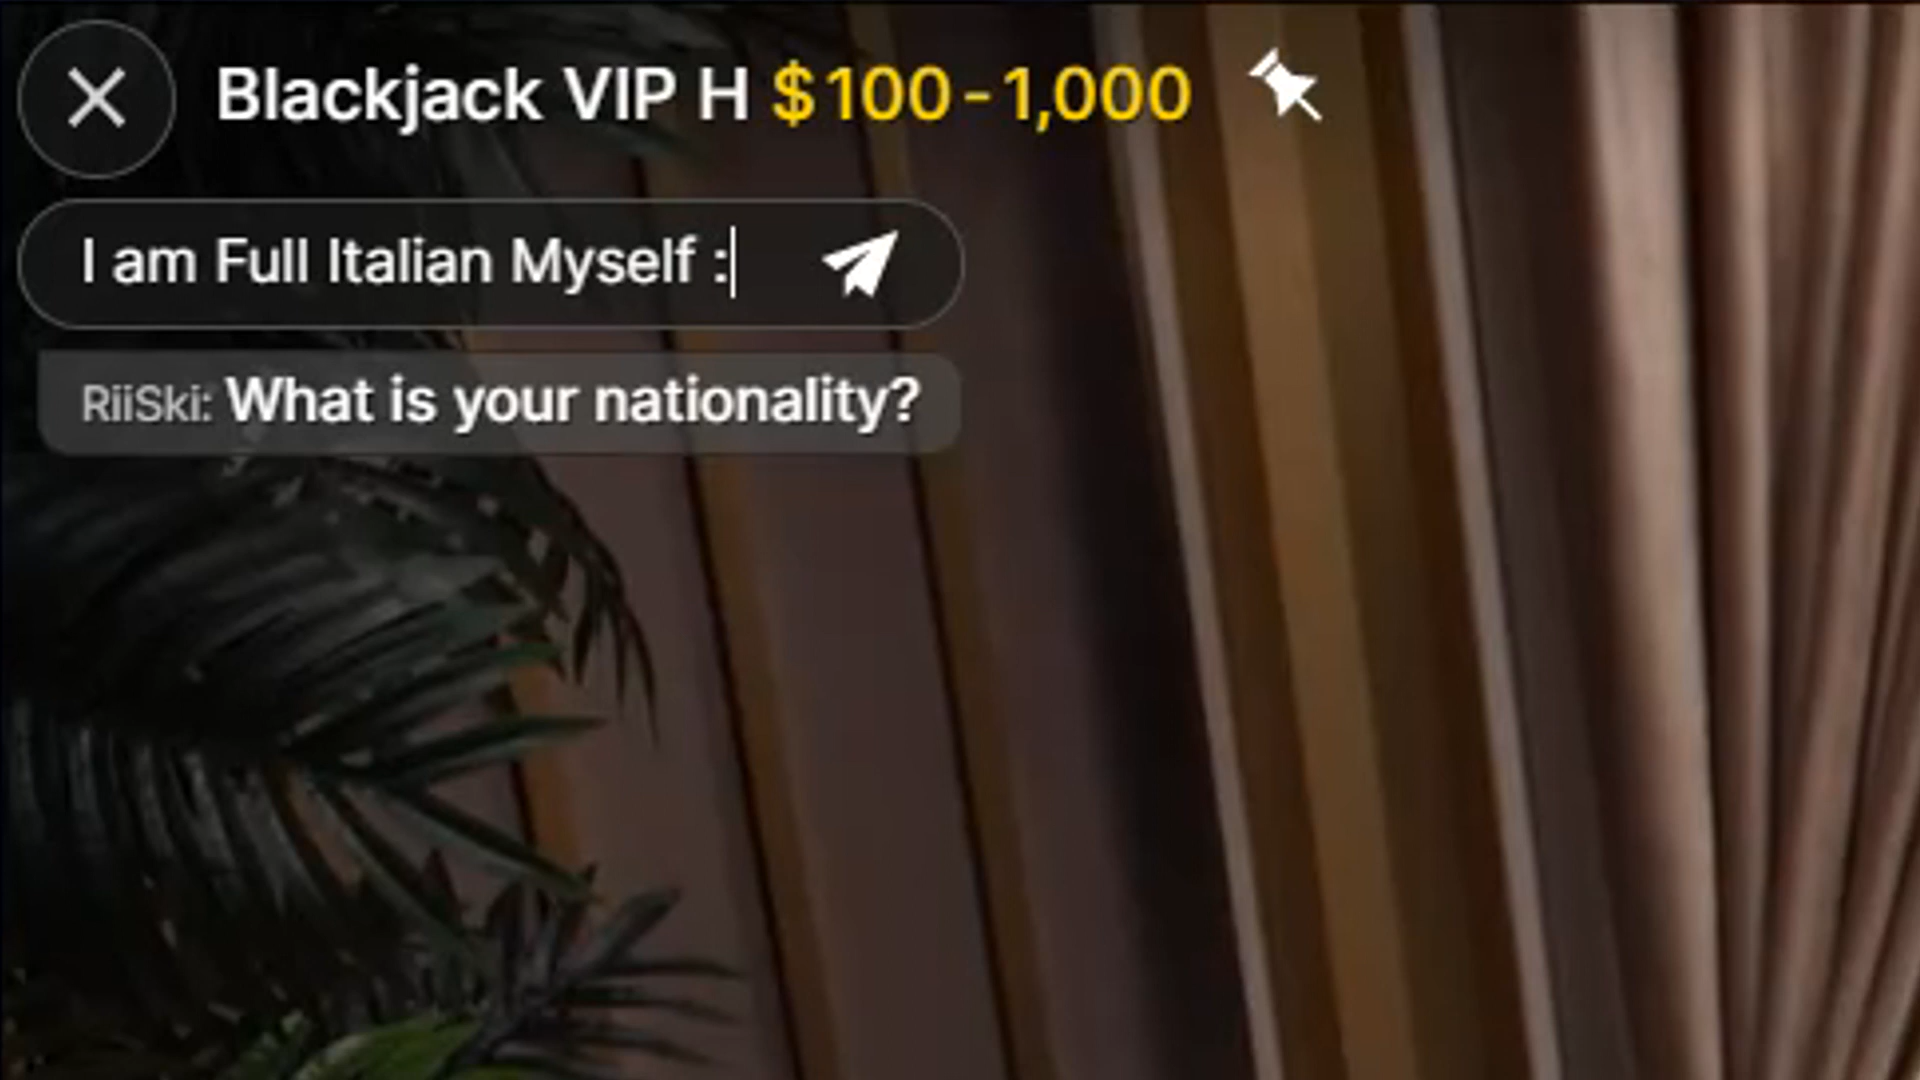 Blackjack VIP H $100-1,000
I am Full Italian Myself :
RiiSki: What is your nationality?